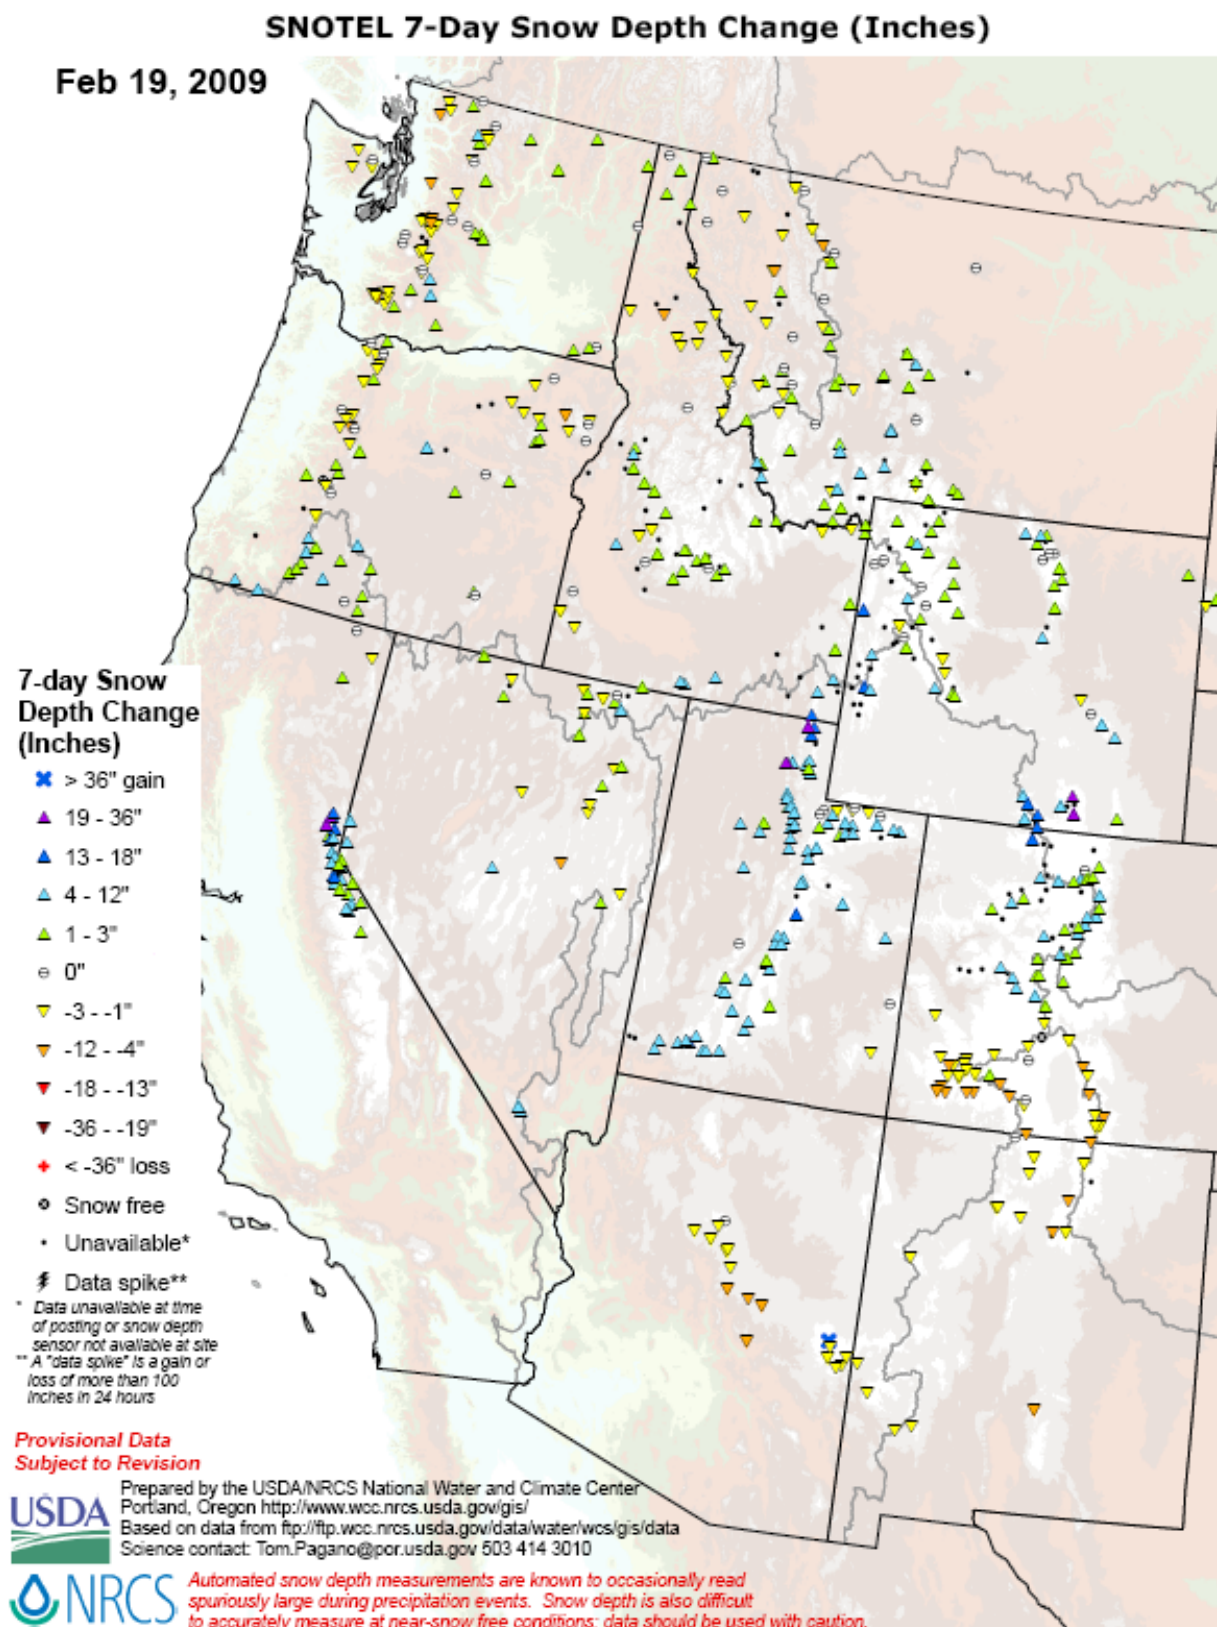 SNOTEL 7-Day Snow Depth Change (Inches)
Feb 19, 2009
7-day Snow
Depth Change
(Inches)
> 36" gain
19 - 36"
13 - 18"
4 - 12"
1 - 3"
0"
-3 - -1"
-12 - -4"
-18 - -13"
-36 - -19"
< -36" loss
Snow free
Unavailable*
Data spike**
* Data unavailable at time
of posting or snow depth
sensor not available at site
** A "data spike" is a gain or
loss of more than 100
inches in 24 hours
Provisional Data
Subject to Revision
USDA
Prepared by the USDA/NRCS National Water and Climate Center
Portland, Oregon http://www.wcc.nrcs.usda.gov/gis/
Based on data from ftp://ftp.wcc.nrcs.usda.gov/data/water/wcs/gis/data
Science contact: Tom.Pagano@por.usda.gov 503 414 3010
NRCS
Automated snow depth measurements are known to occasionally read
spuriously large during precipitation events. Snow depth is also difficult
to accurately measure at near-snow free conditions; data should be used with caution.